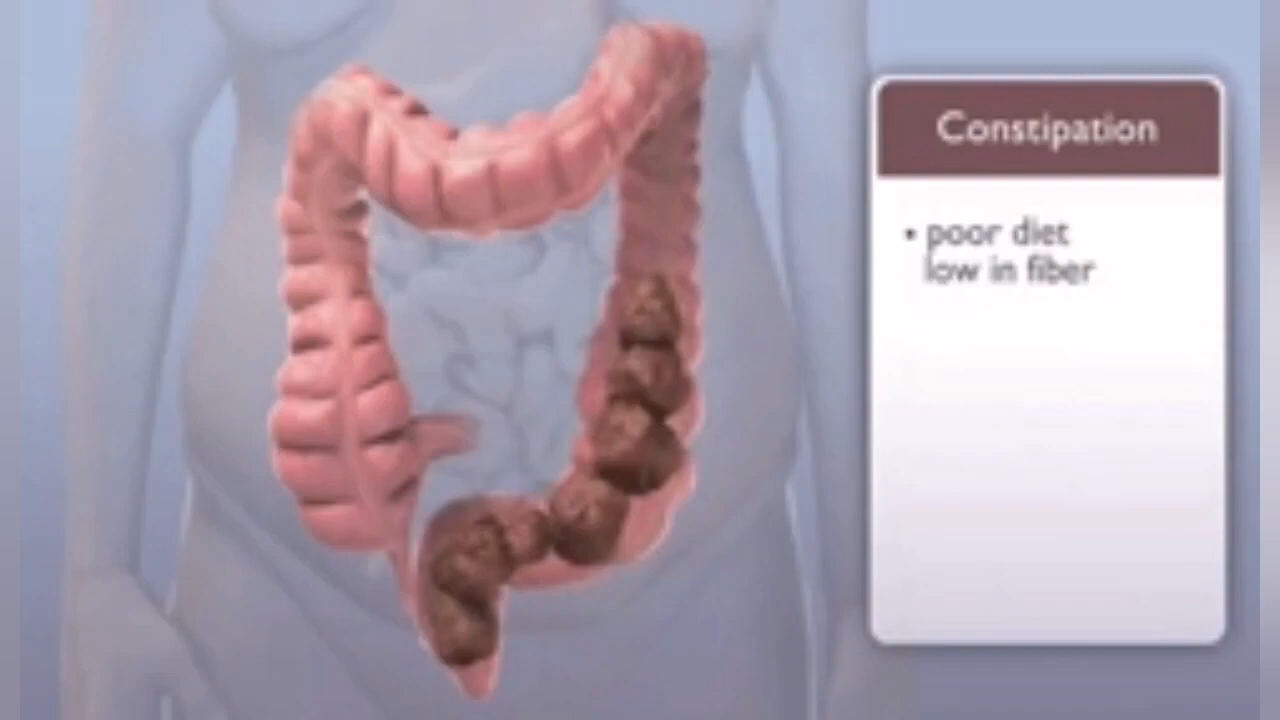 Constipation
• poor diet
low in fiber